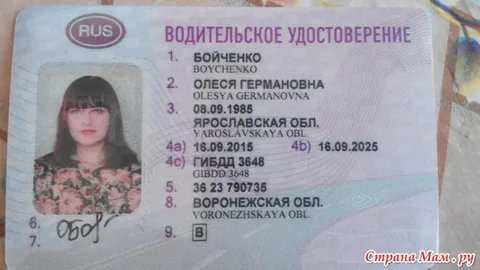 RUS
ВОДИТЕЛЬСКОЕ УДОСТОВЕРЕНИЕ
1. БОЙЧЕНКО
BOYCHENKO
2. ОЛЕСЯ ГЕРМАНОВНА
OLESYA GERMANOVNA
3. 08.09.1985
ЯРОСЛАВСКАЯ ОБЛ.
YAROSLAVSKAYA OBL.
4a) 16.09.2015 4b) 16.09.2025
4c) ГИБДД 3648
GIBDD 3648
5. 36 23 790735
8. ВОРОНЕЖСКАЯ ОБЛ.
VORONEZHSKAYA OBL.
6.
7.
9. B
Страна Мам.ру